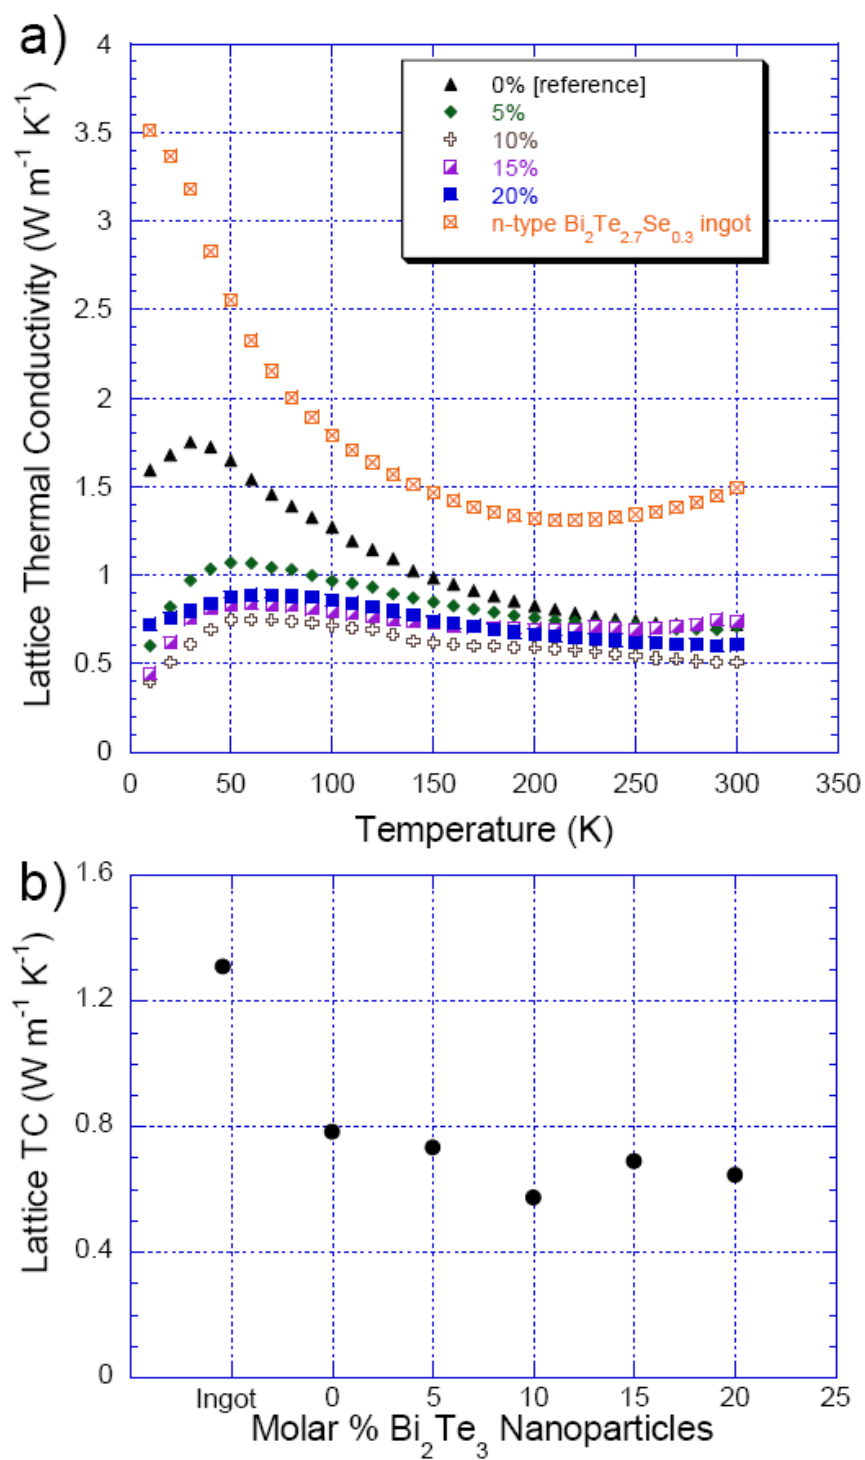 a)
4
3.5
3
2.5
2
1.5
1
0.5
0
Lattice Thermal Conductivity (W m⁻¹ K⁻¹)
0% [reference]
5%
10%
15%
20%
n-type Bi₂Te₂.₇Se₀.₃ ingot
0 50 100 150 200 250 300 350
Temperature (K)
b)
1.6
1.2
0.8
0.4
0
Lattice TC (W m⁻¹ K⁻¹)
Ingot 0 5 10 15 20 25
Molar % Bi₂Te₃ Nanoparticles